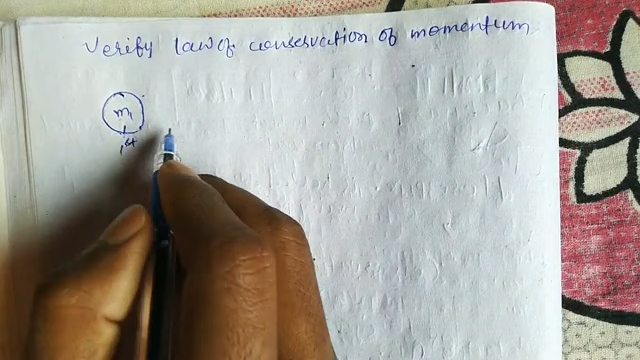 Verify law of conservation of momentum
m1
1st